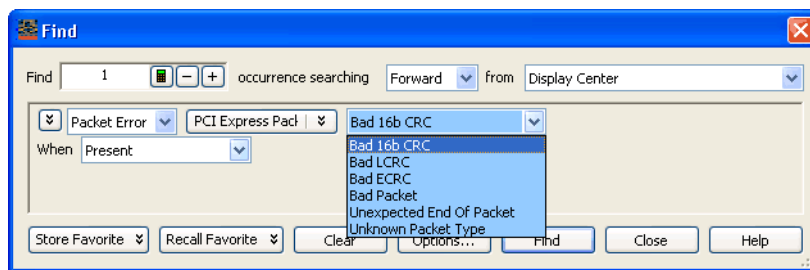 Find
Find 1 − + occurrence searching Forward from Display Center
Packet Error PCI Express Pack Bad 16b CRC
When Present
Bad 16b CRC
Bad LCRC
Bad ECRC
Bad Packet
Unexpected End Of Packet
Unknown Packet Type
Store Favorite Recall Favorite Clear Options... Find Close Help